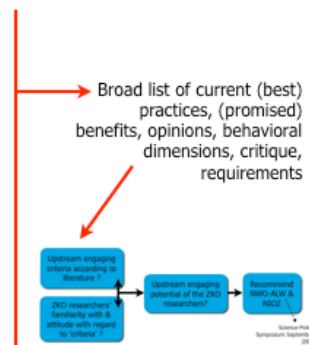 Broad list of current (best)
practices, (promised)
benefits, opinions, behavioral
dimensions, critique,
requirements
Upstream engaging
criteria according to
literature ?
ZKO researchers'
familiarity with &
attitude with regard
to 'criteria' ?
Upstream engaging
potential of the ZKO
researchers?
Recommend
NWO-ALW &
NIOZ
Science-Poli
Symposium Septemb